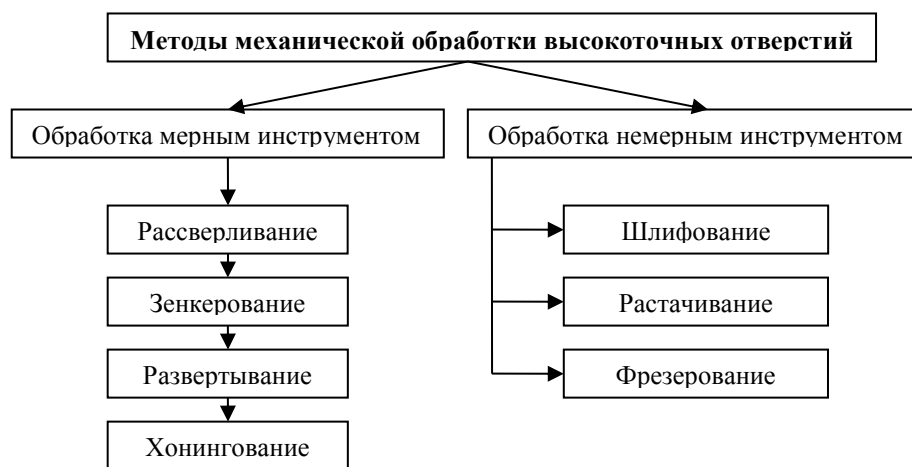 Методы механической обработки высокоточных отверстий
Обработка мерным инструментом
Обработка немерным инструментом
Рассверливание
Зенкерование
Развертывание
Хонингование
Шлифование
Растачивание
Фрезерование